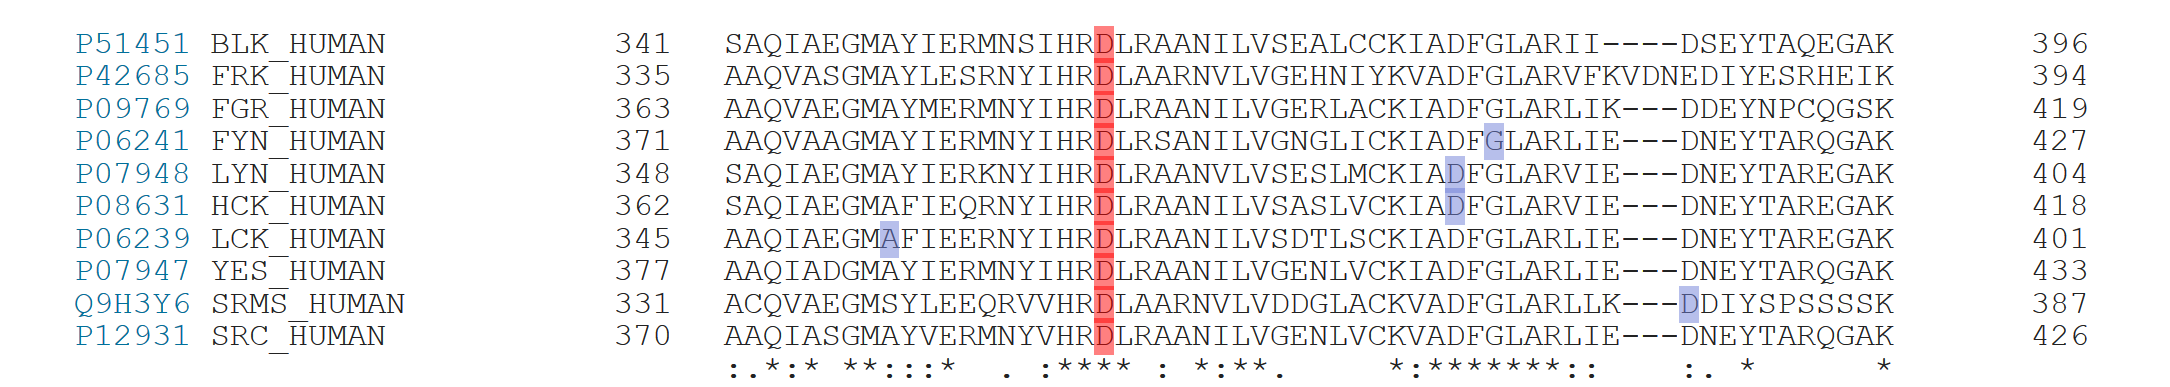 P51451 BLK_HUMAN 341 SAQIAEGMAYIERMNSIHRDLRAANILVSEALCCKIADFGLARII----DSEYTAQEGAK 396
P42685 FRK_HUMAN 335 AAQVASGMAYLESRNYIHRDLAARNVLVGEHNIYKVADFGLARVFKVDNEDIYESRHEIK 394
P09769 FGR_HUMAN 363 AAQVAEGMAYMERMNYIHRDLRAANILVGERLACKIADFGLARLIK---DDEYNPCQGSK 419
P06241 FYN_HUMAN 371 AAQVAAGMAYIERMNYIHRDLRSANILVGNGLICKIADFGLARLIE---DNEYTARQGAK 427
P07948 LYN_HUMAN 348 SAQIAEGMAYIERKNYIHRDLRAANVLVSESLMCKIADFGLARVIE---DNEYTAREGAK 404
P08631 HCK_HUMAN 362 SAQIAEGMAFIEQRNYIHRDLRAANILVSASLVCKIADFGLARVIE---DNEYTAREGAK 418
P06239 LCK_HUMAN 345 AAQIAEGMAFIEERNYIHRDLRAANILVSDTLSCKIADFGLARLIE---DNEYTAREGAK 401
P07947 YES_HUMAN 377 AAQIADGMAYIERMNYIHRDLRAANILVGENLVCKIADFGLARLIE---DNEYTARQGAK 433
Q9H3Y6 SRMS_HUMAN 331 ACQVAEGMSYLEEQRVVHRDLAARNVLVDDGLACKVADFGLARLLK---DDIYSPSSSSK 387
P12931 SRC_HUMAN 370 AAQIASGMAYVERMNYVHRDLRAANILVGENLVCKVADFGLARLIE---DNEYTARQGAK 426
:.*:* **:::*  . :**** : *:**.     *:*******::    :. *      *